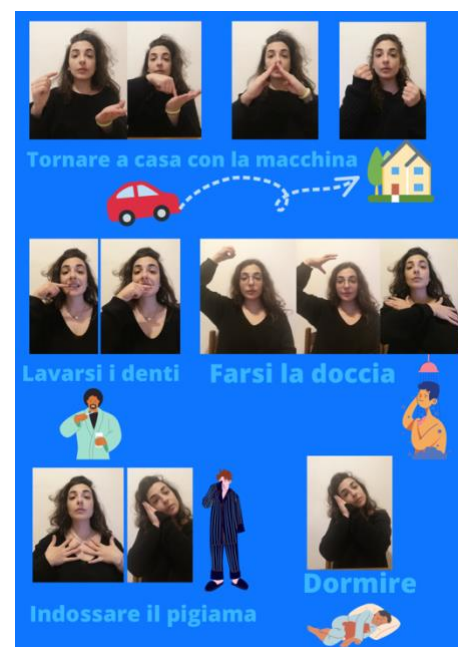 Tornare a casa con la macchina
Lavarsi i denti
Farsi la doccia
Indossare il pigiama
Dormire